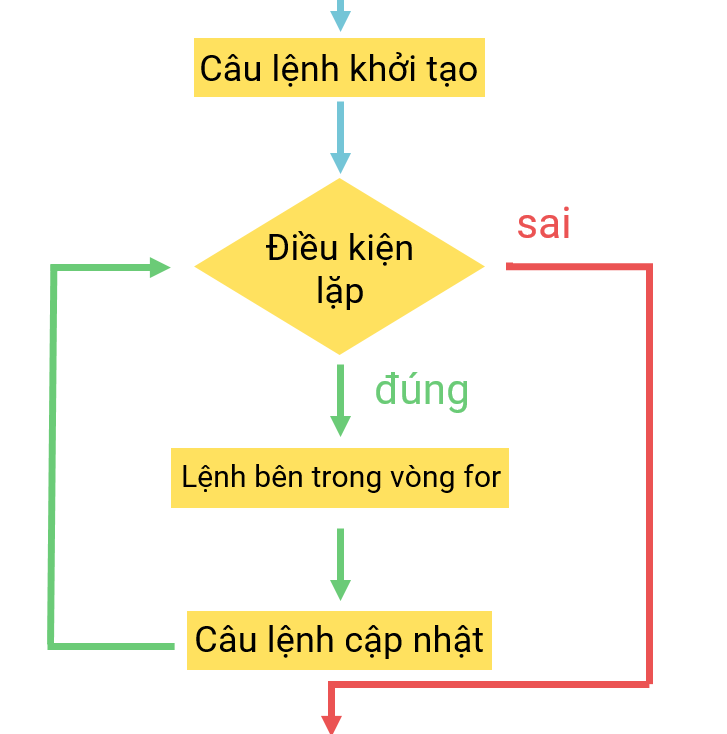 Câu lệnh khởi tạo
sai
Điều kiện
lặp
đúng
Lệnh bên trong vòng for
Câu lệnh cập nhật